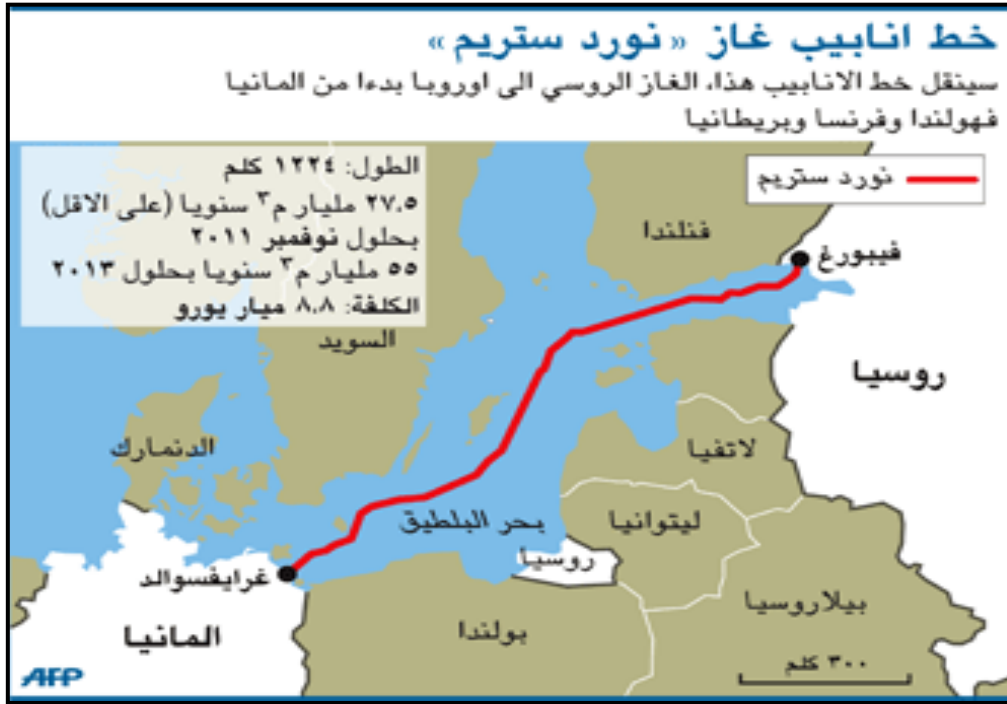 خط انابيب غاز «نورد ستريم»
سينقل خط الانابيب هذا، الغاز الروسي الى اوروبا بدءا من المانيا
فهولندا وفرنسا وبريطانيا
نورد ستريم
الطول: ١٢٢٤ كلم
٢٧،٥ مليار م٣ سنويا (على الاقل)
بحلول نوفمبر ٢٠١١
٥٥ مليار م٣ سنويا بحلول ٢٠١٣
الكلفة: ٨،٨ ميار يورو
فنلندا
فيبورغ
السويد
روسيا
الدنمارك
لاتفيا
بحر البلطيق
ليتوانيا
روسيا
غرايفسوالد
بيلاروسيا
المانيا
بولندا
٣٠٠ كلم
AFP